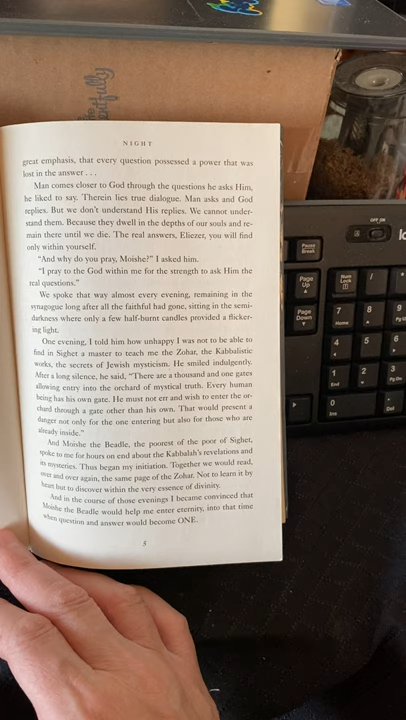 NIGHT
great emphasis, that every question possessed a power that was
lost in the answer . . .
Man comes closer to God through the questions he asks Him,
he liked to say. Therein lies true dialogue. Man asks and God
replies. But we don't understand His replies. We cannot under-
stand them. Because they dwell in the depths of our souls and re-
main there until we die. The real answers, Eliezer, you will find
only within yourself.
"And why do you pray, Moishe?" I asked him.
"I pray to the God within me for the strength to ask Him the
real questions."
We spoke that way almost every evening, remaining in the
synagogue long after all the faithful had gone, sitting in the semi-
darkness where only a few half-burnt candles provided a flicker-
ing light.
One evening, I told him how unhappy I was not to be able to
find in Sighet a master to teach me the Zohar, the Kabbalistic
works, the secrets of Jewish mysticism. He smiled indulgently.
After a long silence, he said, "There are a thousand and one gates
allowing entry into the orchard of mystical truth. Every human
being has his own gate. He must not err and wish to enter the or-
chard through a gate other than his own. That would present a
danger not only for the one entering but also for those who are
already inside."
And Moishe the Beadle, the poorest of the poor of Sighet,
spoke to me for hours on end about the Kabbalah's revelations and
its mysteries. Thus began my initiation. Together we would read,
over and over again, the same page of the Zohar. Not to learn it by
heart but to discover within the very essence of divinity.
And in the course of those evenings I became convinced that
Moishe the Beadle would help me enter eternity, into that time
when question and answer would become ONE.
5
OFF ON
Pause
Break
Page
Up
Num
Lock
/
*
Page
Down
7
Home
8
9
4
5
6
1
End
2
3
Pg Dn
0
Ins
.
Del